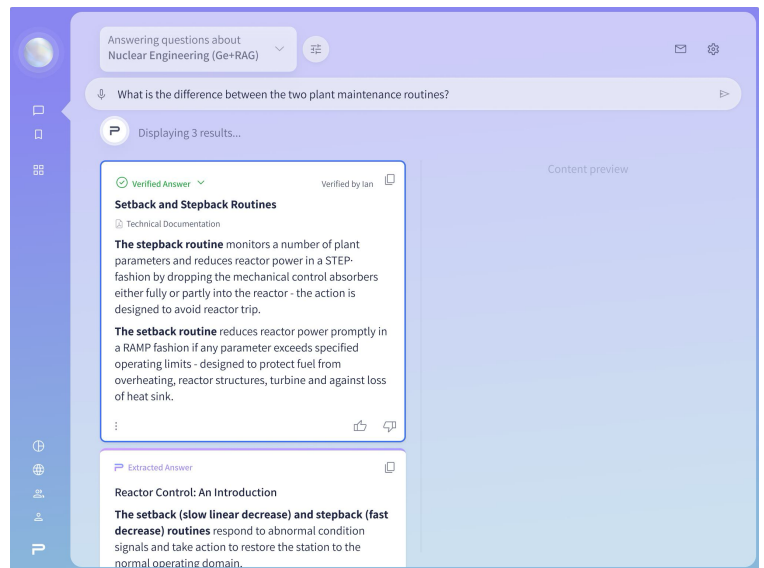 Answering questions about
Nuclear Engineering (Ge+RAG)
What is the difference between the two plant maintenance routines?
Displaying 3 results...
Content preview
Verified Answer
Verified by Ian
Setback and Stepback Routines
Technical Documentation
The stepback routine monitors a number of plant
parameters and reduces reactor power in a STEP-
fashion by dropping the mechanical control absorbers
either fully or partly into the reactor - the action is
designed to avoid reactor trip.
The setback routine reduces reactor power promptly in
a RAMP fashion if any parameter exceeds specified
operating limits - designed to protect fuel from
overheating, reactor structures, turbine and against loss
of heat sink.
Extracted Answer
Reactor Control: An Introduction
The setback (slow linear decrease) and stepback (fast
decrease) routines respond to abnormal condition
signals and take action to restore the station to the
normal operating domain.